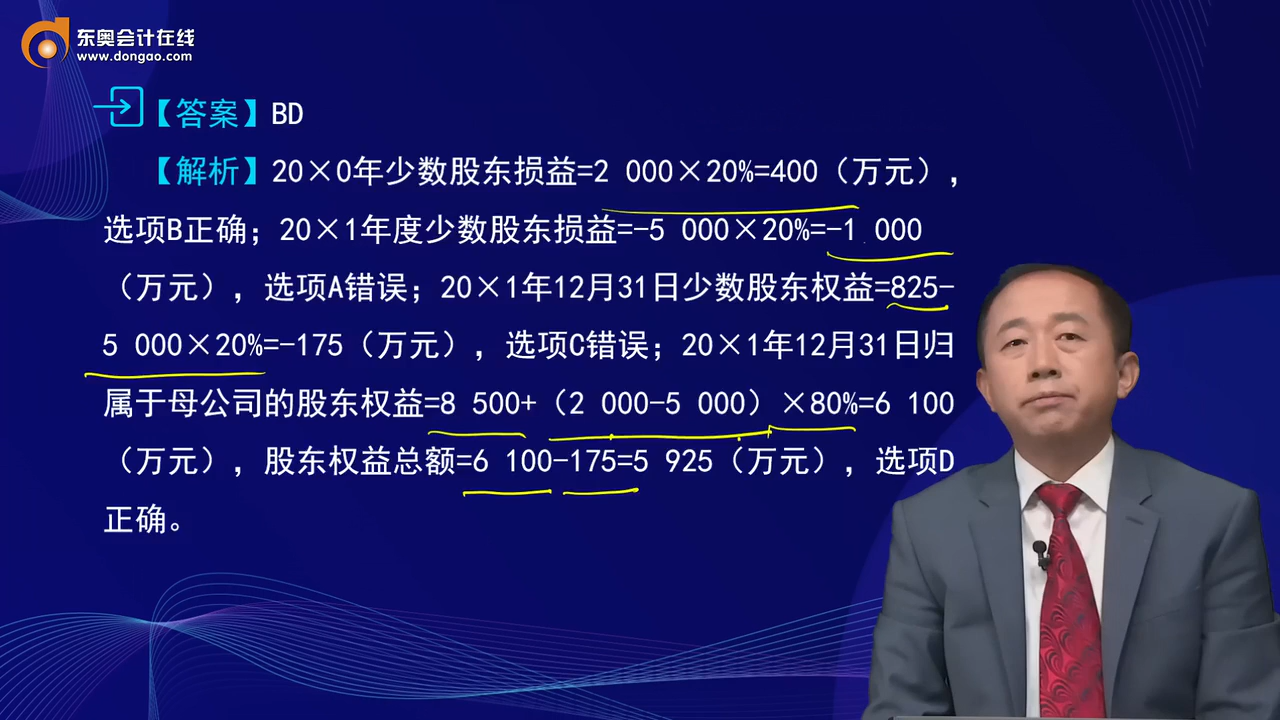 东奥会计在线
www.dongao.com
【答案】BD
【解析】20×0年少数股东损益=2 000×20%=400（万元），
选项B正确；20×1年度少数股东损益=-5 000×20%=-1 000
（万元），选项A错误；20×1年12月31日少数股东权益=825-
5 000×20%=-175（万元），选项C错误；20×1年12月31日归
属于母公司的股东权益=8 500+（2 000-5 000）×80%=6 100
（万元），股东权益总额=6 100-175=5 925（万元），选项D
正确。